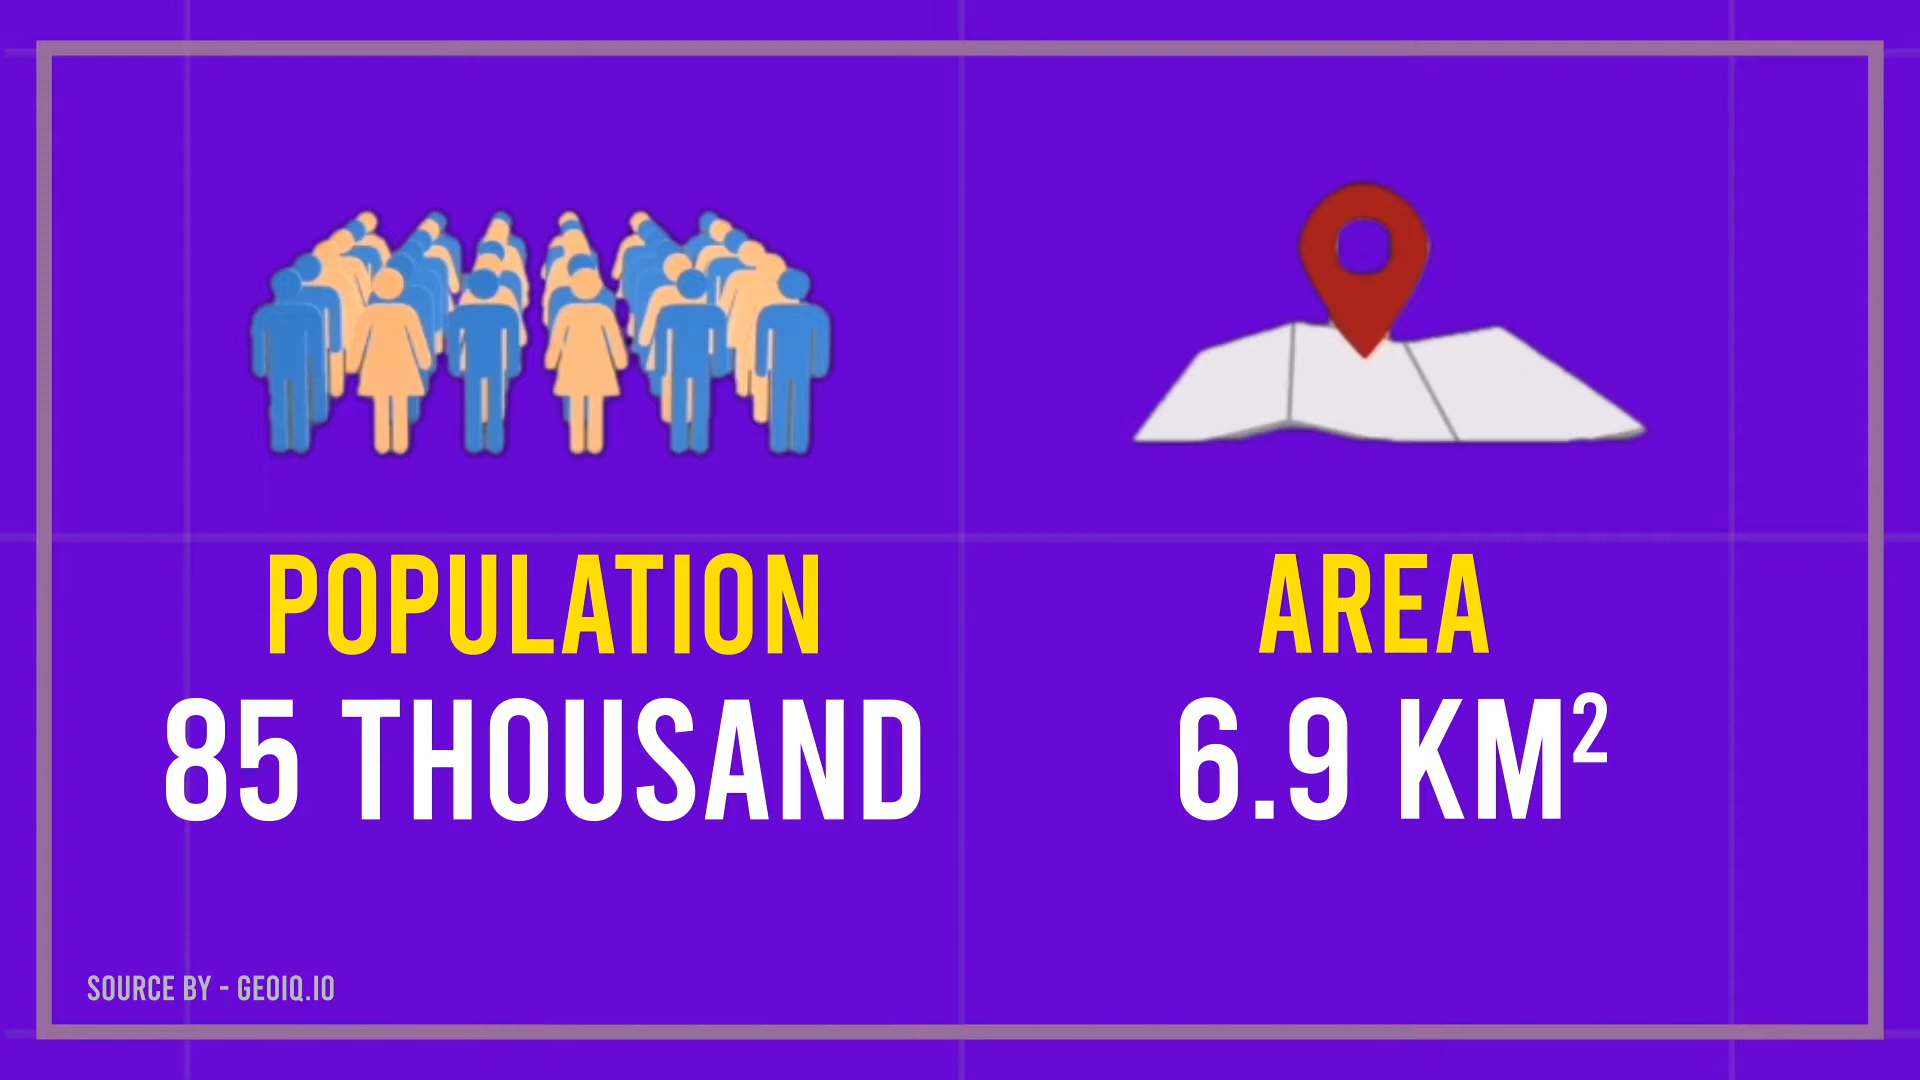 POPULATION
85 THOUSAND
AREA
6.9 KM²
SOURCE BY - GEOIQ.IO